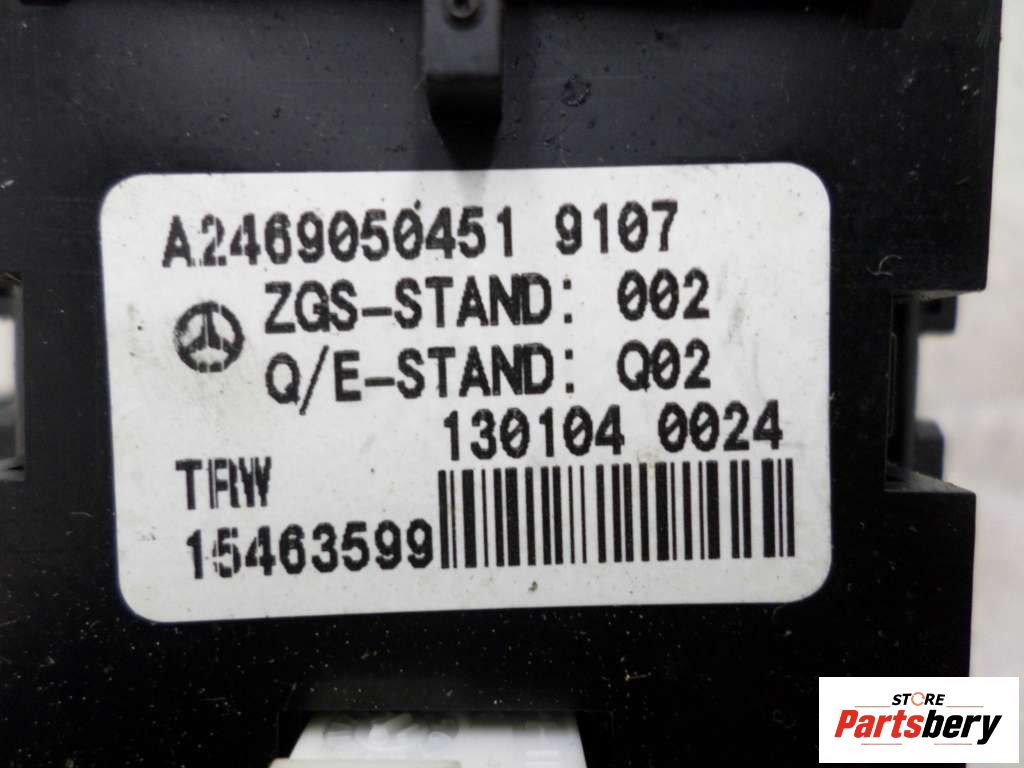 A2469050451 9107
ZGS-STAND: 002
Q/E-STAND: Q02
130104 0024
TRW
15463599
STORE
Partsbery